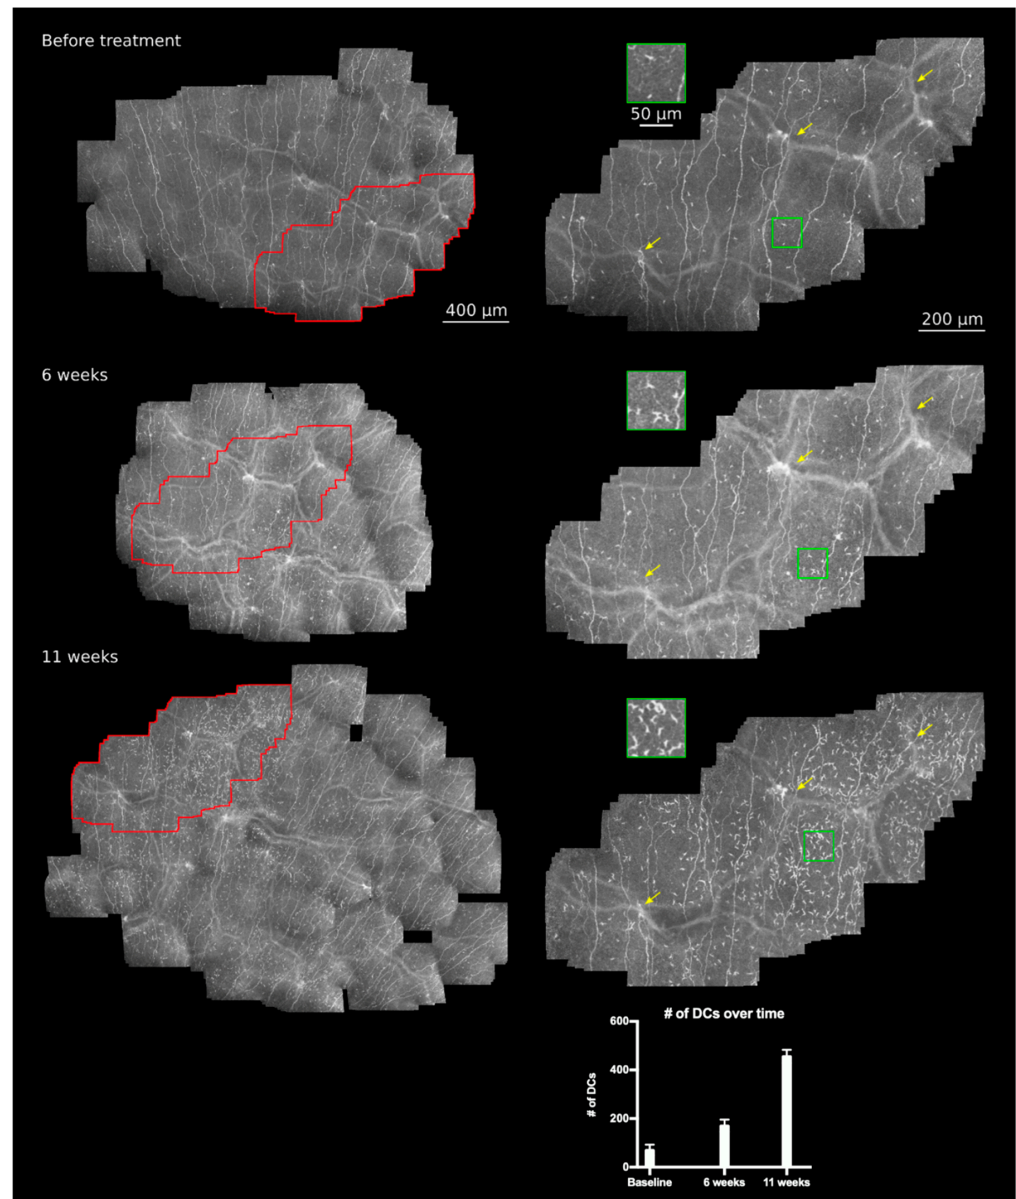 Before treatment
50 μm
400 μm
200 μm
6 weeks
11 weeks
# of DCs over time
600
400
200
0
# of DCs
Baseline
6 weeks
11 weeks